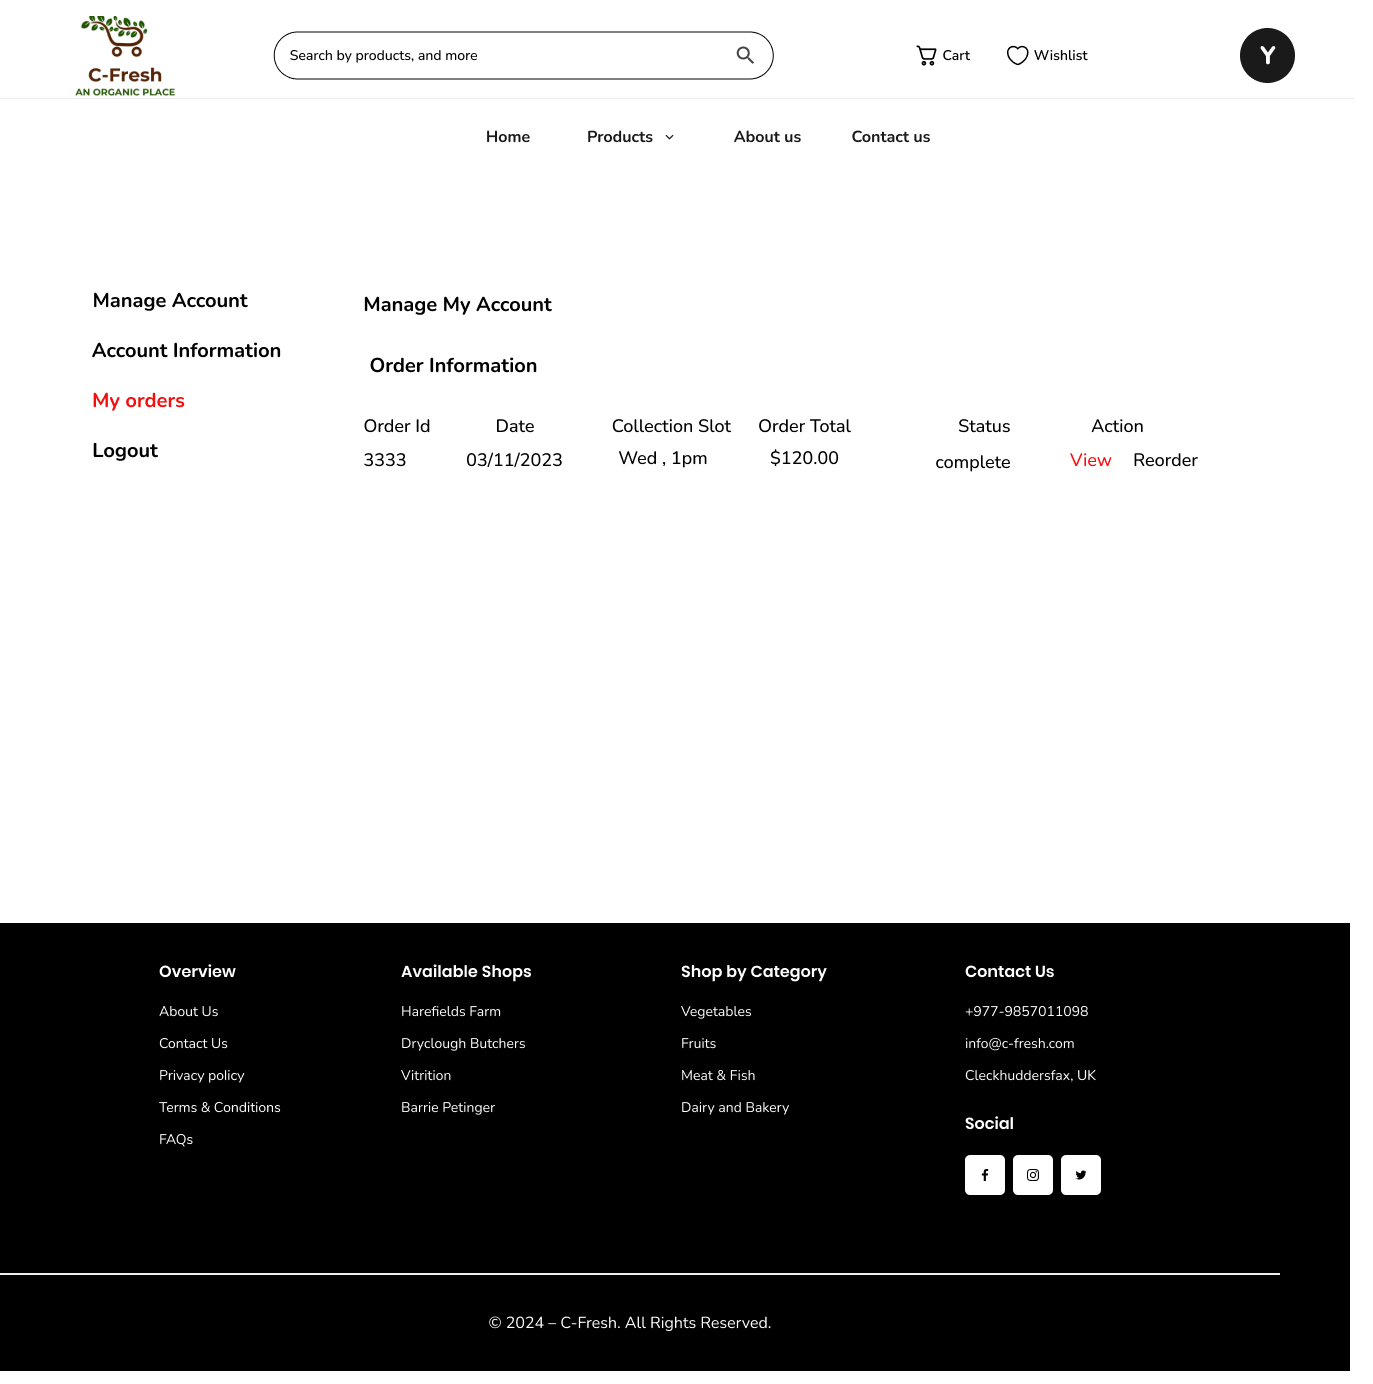 C-Fresh
AN ORGANIC PLACE
Search by products, and more
Cart
Wishlist
Y
Home
Products
About us
Contact us
Manage Account
Account Information
My orders
Logout
Manage My Account
Order Information
Order Id Date Collection Slot Order Total Status Action
3333 03/11/2023 Wed , 1pm $120.00 complete View Reorder
Overview
About Us
Contact Us
Privacy policy
Terms & Conditions
FAQs
Available Shops
Harefields Farm
Dryclough Butchers
Vitrition
Barrie Petinger
Shop by Category
Vegetables
Fruits
Meat & Fish
Dairy and Bakery
Contact Us
+977-9857011098
info@c-fresh.com
Cleckhuddersfax, UK
Social
© 2024 – C-Fresh. All Rights Reserved.